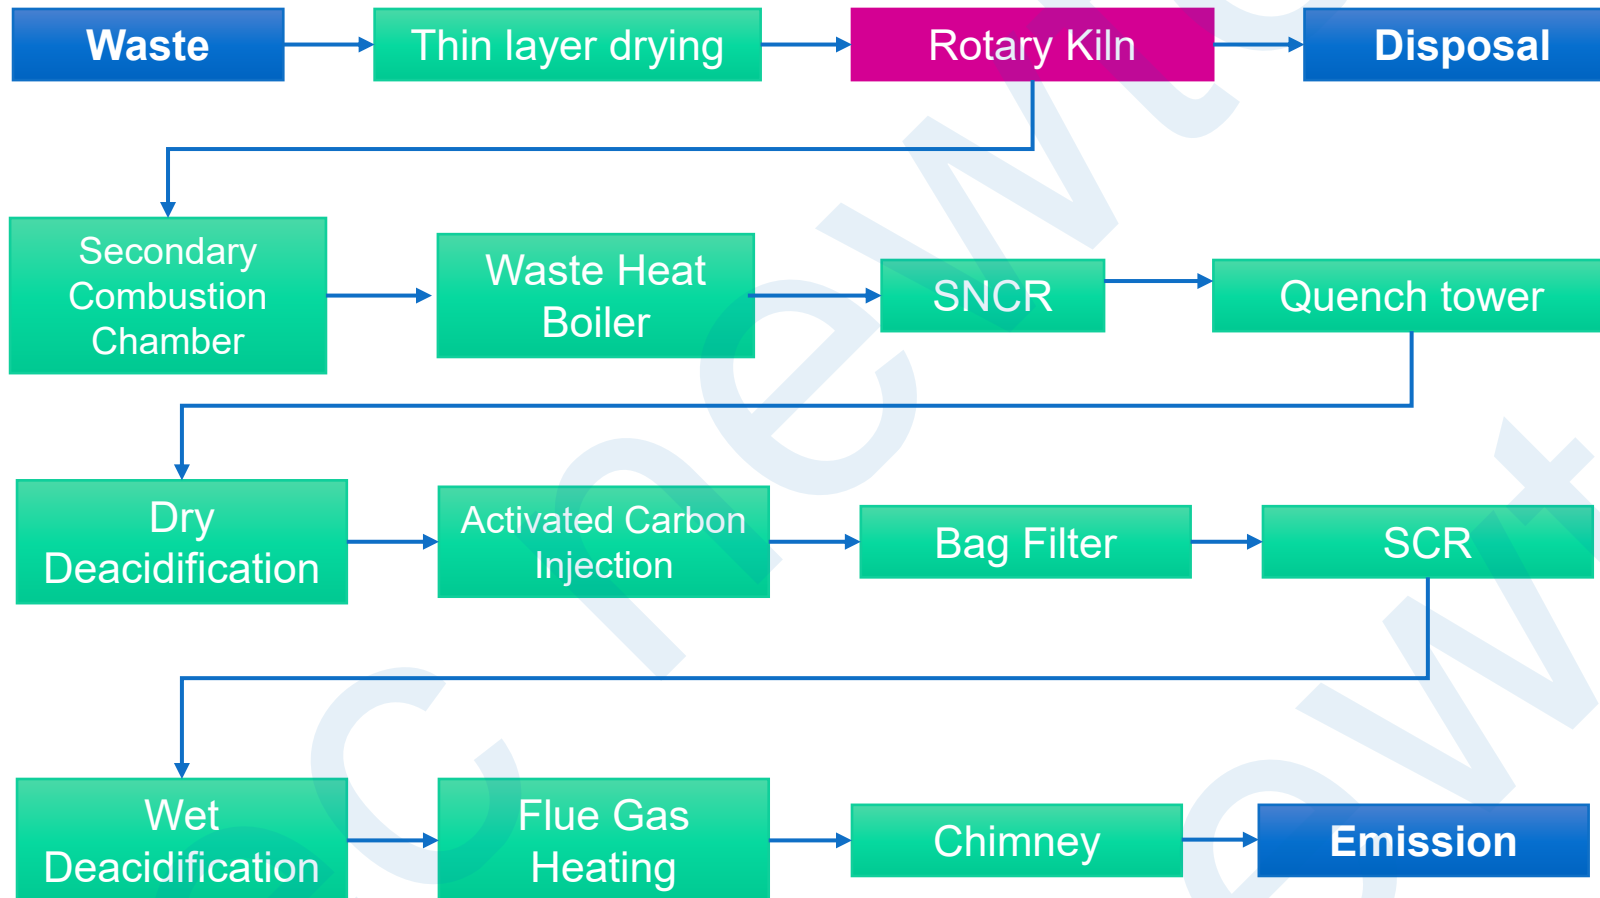 Waste
Thin layer drying
Rotary Kiln
Disposal
Secondary
Combustion
Chamber
Waste Heat
Boiler
SNCR
Quench tower
Dry
Deacidification
Activated Carbon
Injection
Bag Filter
SCR
Wet
Deacidification
Flue Gas
Heating
Chimney
Emission